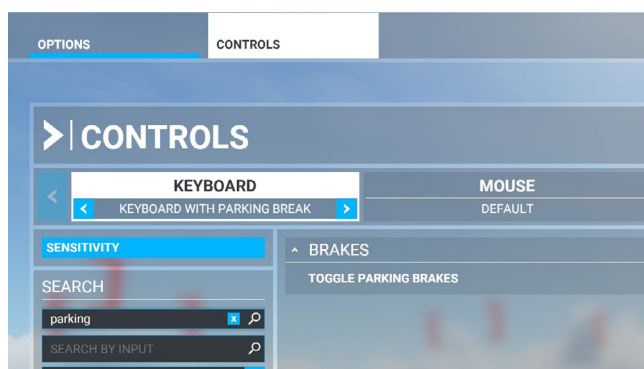 OPTIONS CONTROLS
CONTROLS
KEYBOARD MOUSE
KEYBOARD WITH PARKING BREAK DEFAULT
SENSITIVITY
BRAKES
SEARCH
TOGGLE PARKING BRAKES
parking x
SEARCH BY INPUT